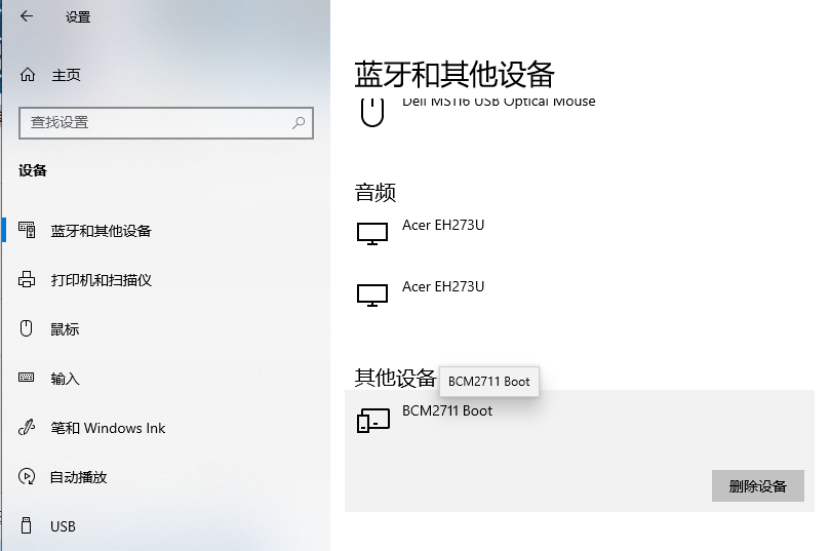 设置
主页
查找设置
设备
蓝牙和其他设备
打印机和扫描仪
鼠标
输入
笔和 Windows Ink
自动播放
USB
蓝牙和其他设备
Dell MS116 USB Optical Mouse
音频
Acer EH273U
Acer EH273U
其他设备
BCM2711 Boot
BCM2711 Boot
删除设备